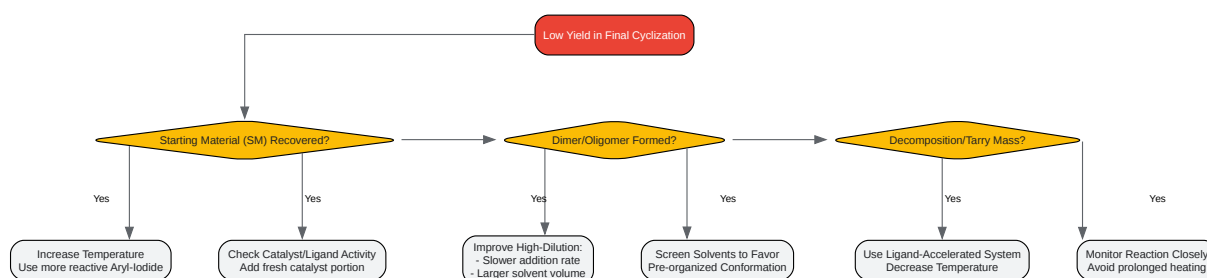 Low Yield in Final Cyclization
Starting Material (SM) Recovered?
Dimer/Oligomer Formed?
Decomposition/Tarry Mass?
Yes
Yes
Yes
Yes
Yes
Yes
Increase Temperature
Use more reactive Aryl-Iodide
Check Catalyst/Ligand Activity
Add fresh catalyst portion
Improve High-Dilution:
- Slower addition rate
- Larger solvent volume
Screen Solvents to Favor
Pre-organized Conformation
Use Ligand-Accelerated System
Decrease Temperature
Monitor Reaction Closely
Avoid prolonged heating